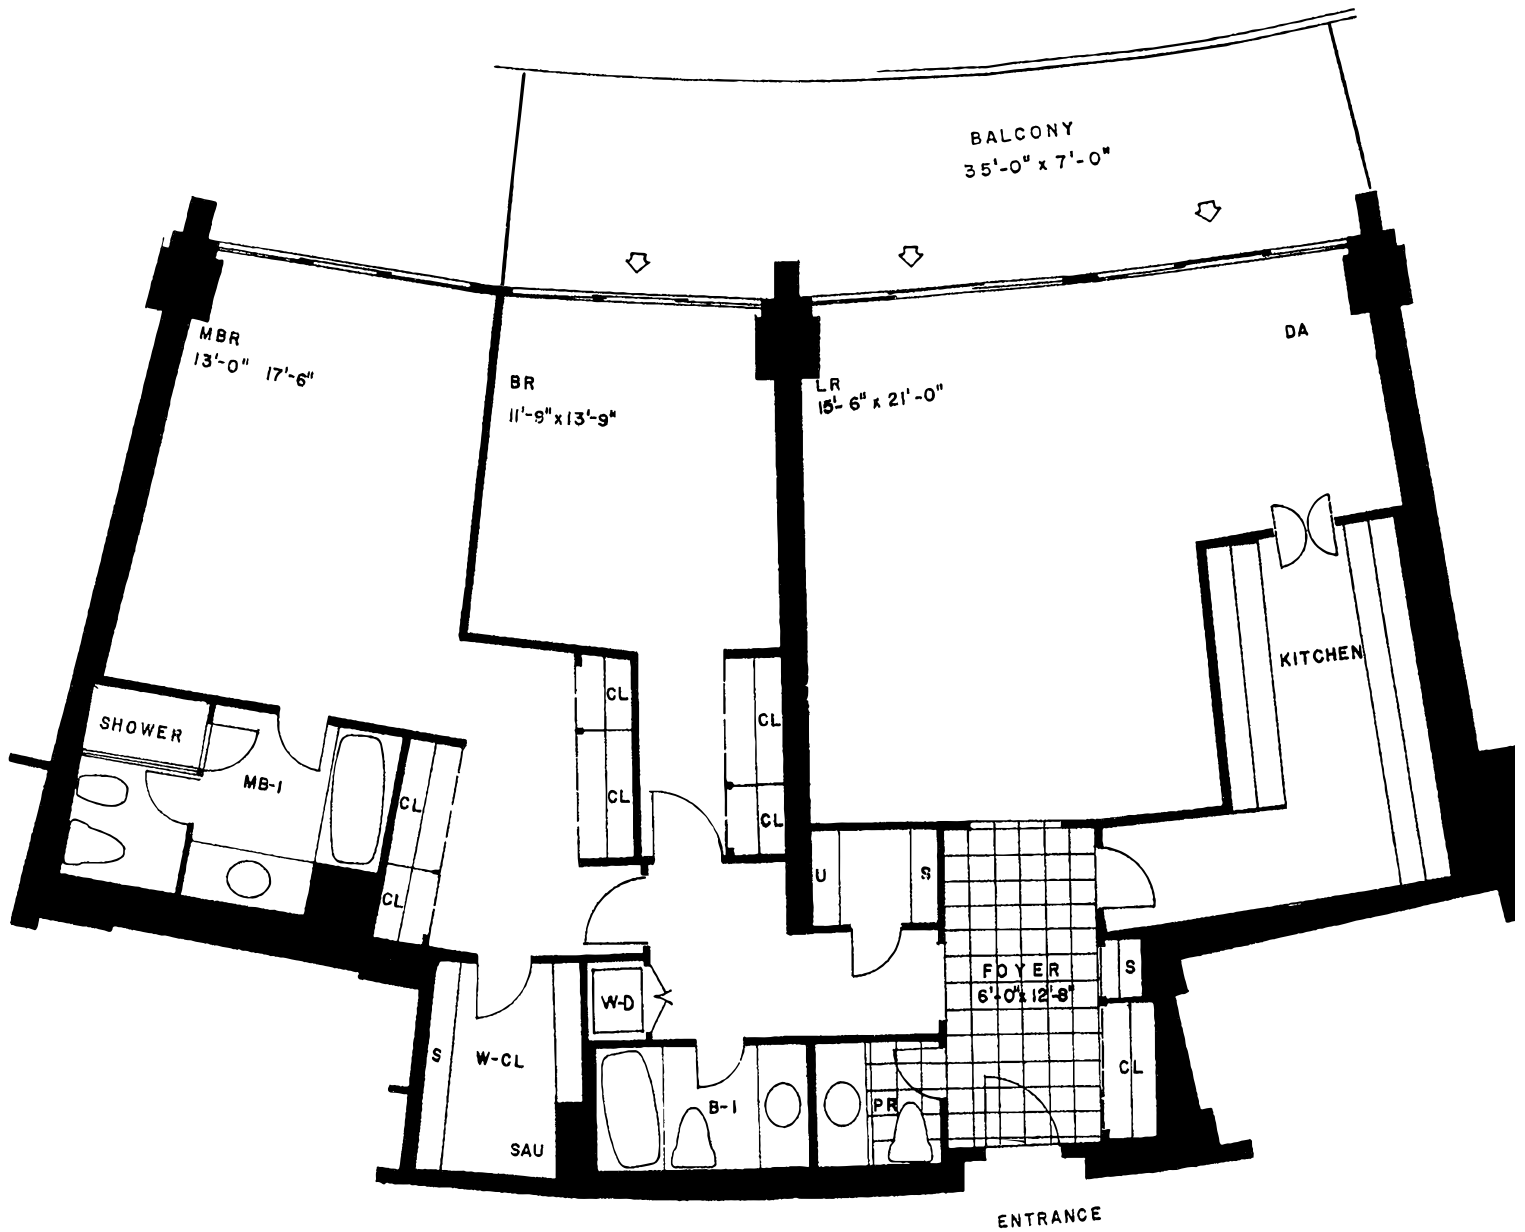 BALCONY
35'-0" x 7'-0"
MBR
13'-0" 17'-6"
BR
11'-9" x 13'-9"
LR
15'-6" x 21'-0"
DA
KITCHEN
SHOWER
MB-1
CL
CL
CL
CL
CL
CL
U
S
FOYER
6'-0" x 12'-8"
S
W-D
S
W-CL
CL
B-1
PR
SAU
ENTRANCE